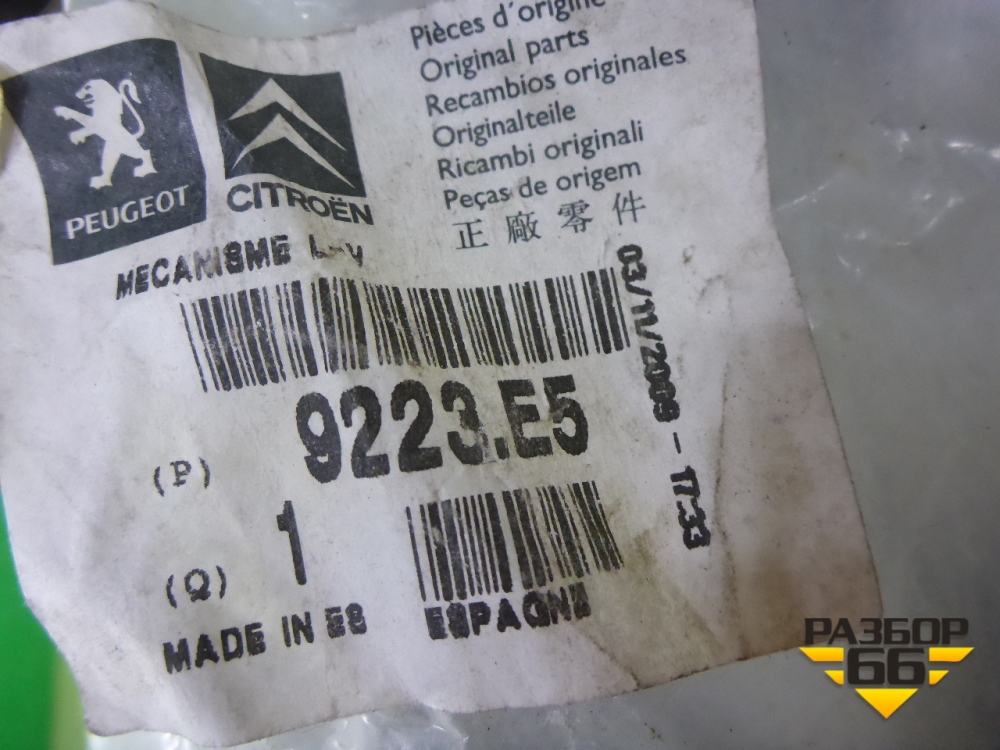 PEUGEOT
CITROËN
Pièces d'origine
Original parts
Recambios originales
Originalteile
Ricambi originali
Peças de origem
正廠零件
MECANISME L-V
03/11/2009 - 17:33
9223.E5
(P)
1
(Q)
MADE IN ES
ESPAGNE
РАЗБОР
66